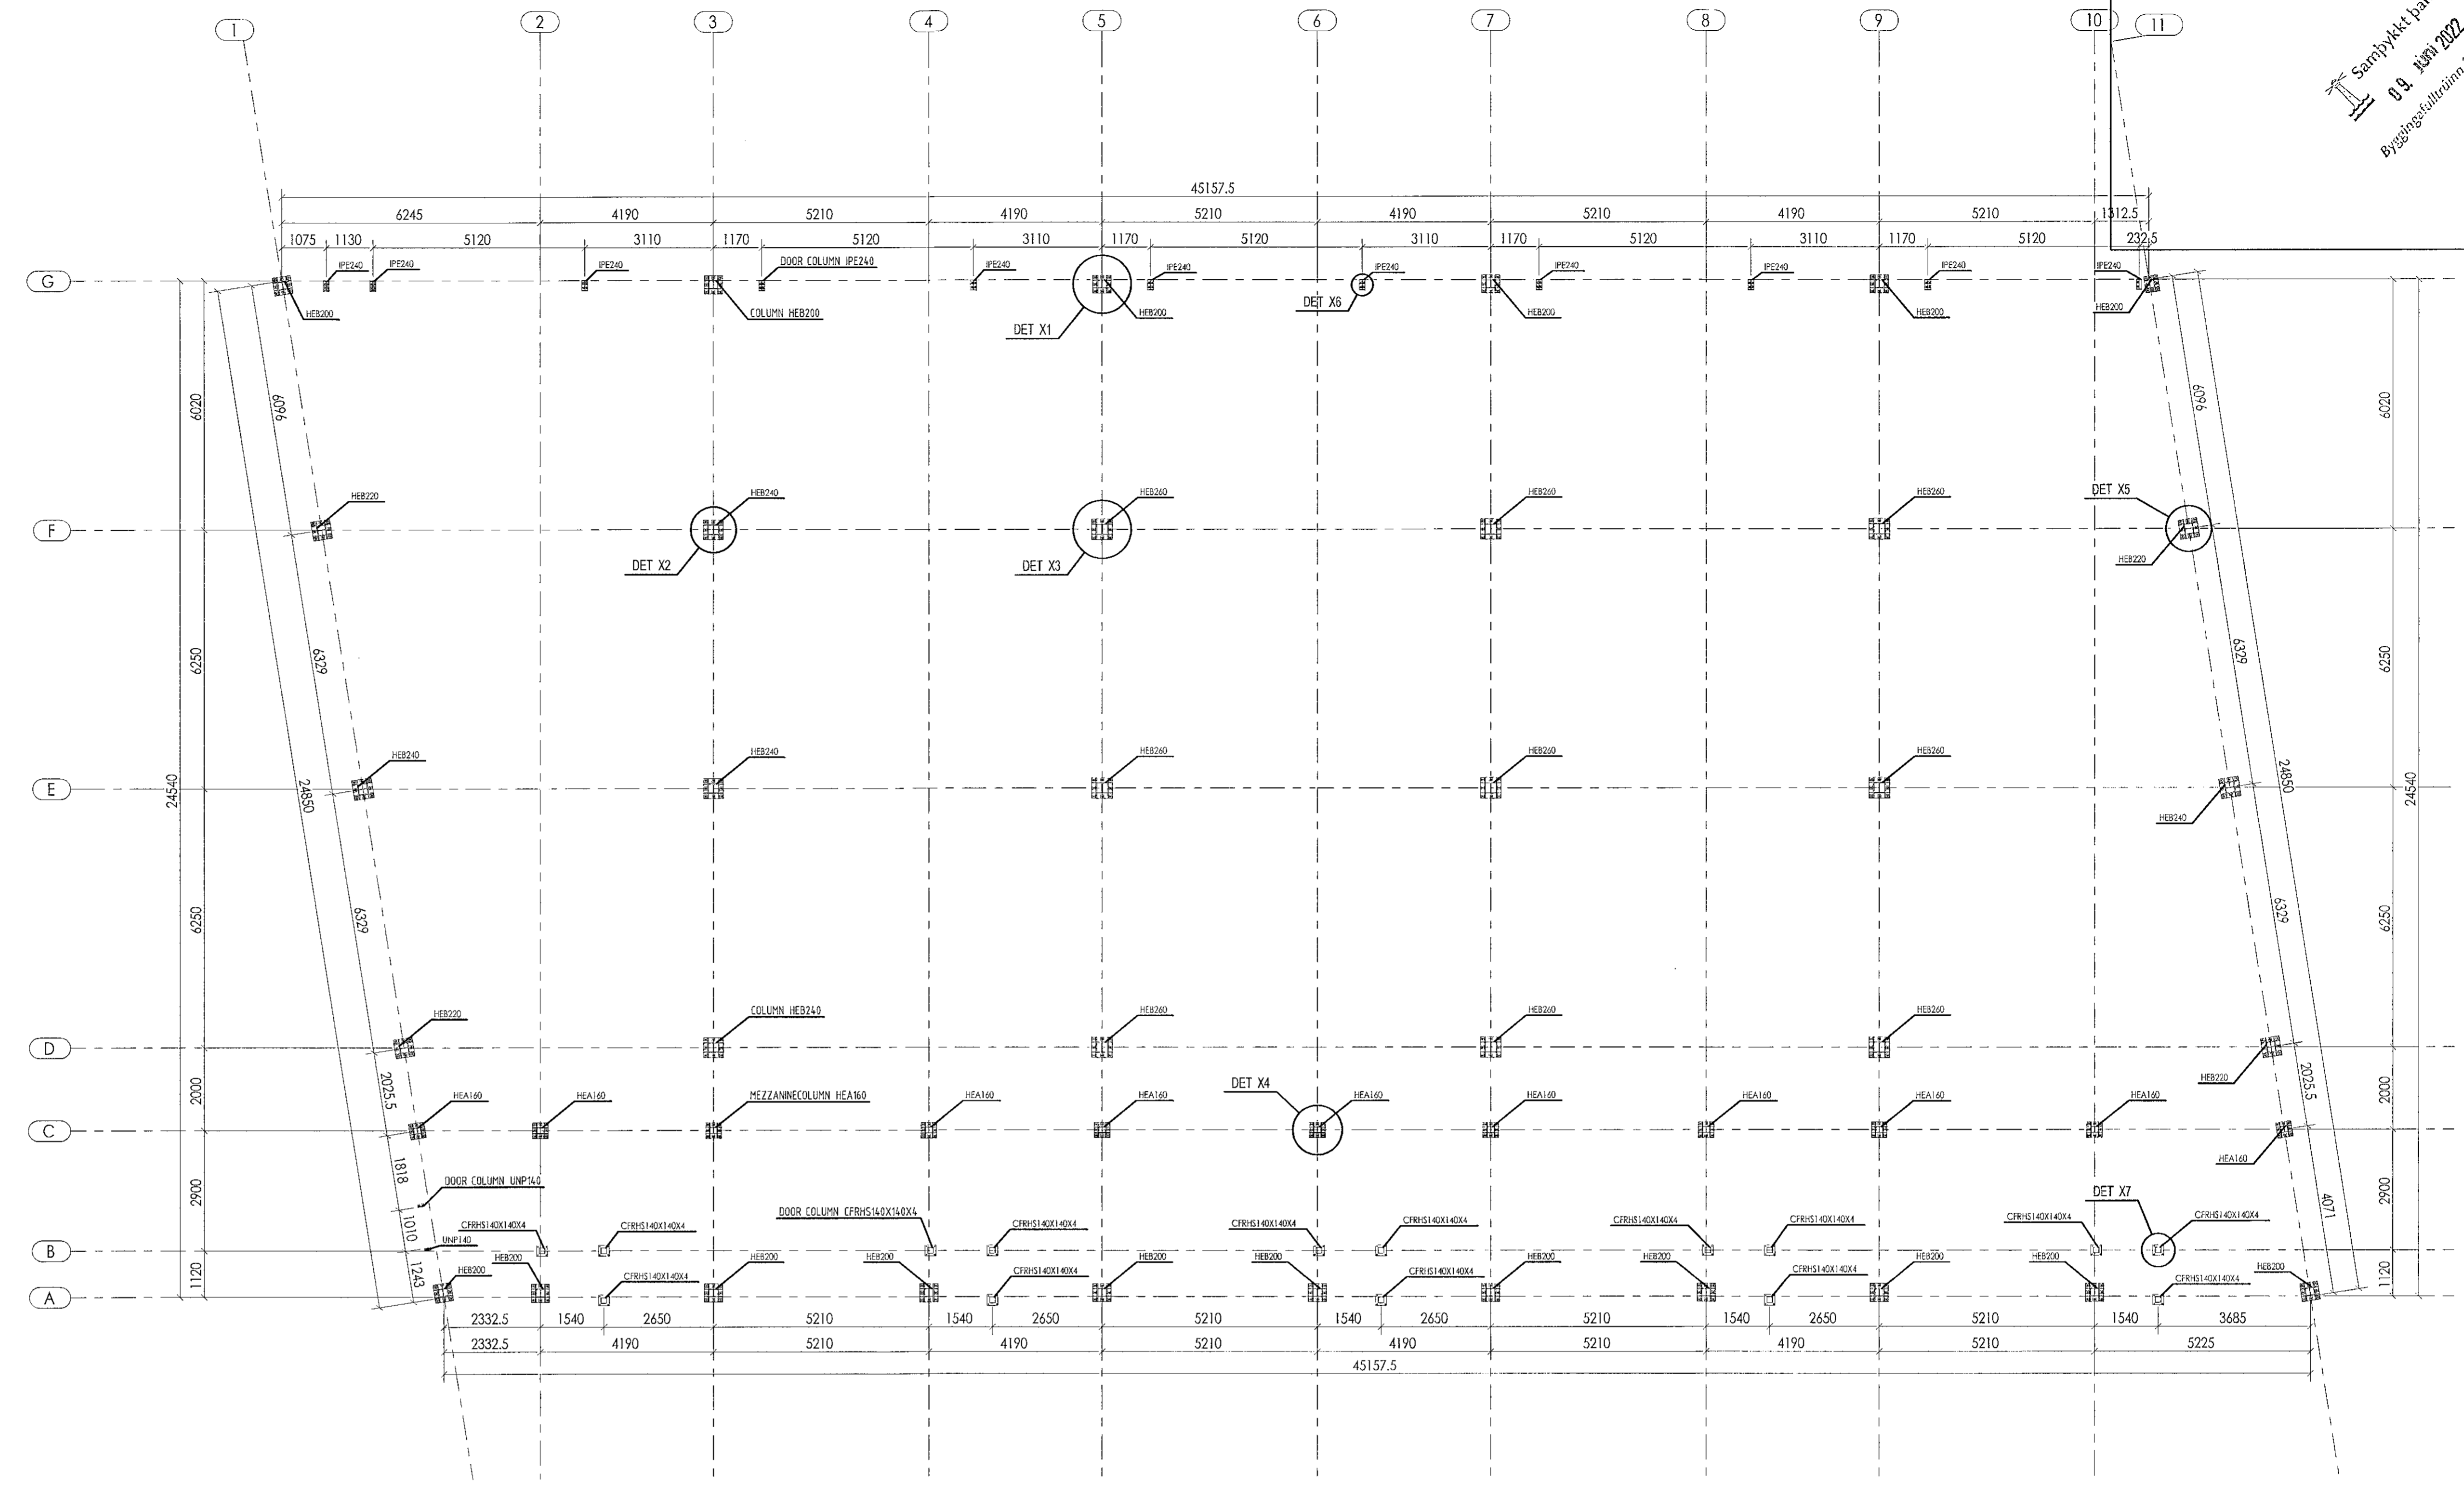 1
2
3
4
5
6
7
8
9
10
11
Samþykkt þa
09. júní 2022
Byggingafulltrúinn
45157.5
6245
4190
5210
4190
5210
4190
5210
4190
5210
1312.5
1075
1130
5120
3110
1170
5120
3110
1170
5120
3110
1170
5120
3110
1170
5120
232.5
IPE240
IPE240
IPE240
DOOR COLUMN IPE240
IPE240
IPE240
IPE240
IPE240
IPE240
IPE240
IPE240
G
HEB200
COLUMN HEB200
DET X1
HEB200
DET X6
HEB200
HEB200
HEB200
6020
6096
6096
6020
F
HEB220
HEB240
HEB260
HEB260
HEB260
DET X5
DET X2
DET X3
HEB220
6250
6329
6329
6250
E
HEB240
HEB240
HEB260
HEB260
HEB260
HEB240
24540
24850
24850
24540
6250
6329
6329
6250
D
HEB220
COLUMN HEB240
HEB260
HEB260
HEB260
HEB220
2000
2025.5
2025.5
2000
C
HEA160
HEA160
MEZZANINECOLUMN HEA160
HEA160
HEA160
DET X4
HEA160
HEA160
HEA160
HEA160
HEA160
HEA160
2900
1818
4071
2900
DOOR COLUMN UNP140
DOOR COLUMN CFRHS140X140X4
DET X7
1010
B
UNP140
CFRHS140X140X4
CFRHS140X140X4
CFRHS140X140X4
CFRHS140X140X4
CFRHS140X140X4
CFRHS140X140X4
CFRHS140X140X4
CFRHS140X140X4
CFRHS140X140X4
1120
1243
1120
A
HEB200
HEB200
CFRHS140X140X4
HEB200
HEB200
CFRHS140X140X4
HEB200
HEB200
CFRHS140X140X4
HEB200
HEB200
CFRHS140X140X4
HEB200
HEB200
CFRHS140X140X4
HEB200
2332.5
1540
2650
5210
1540
2650
5210
1540
2650
5210
1540
2650
5210
1540
3685
2332.5
4190
5210
4190
5210
4190
5210
4190
5210
5225
45157.5